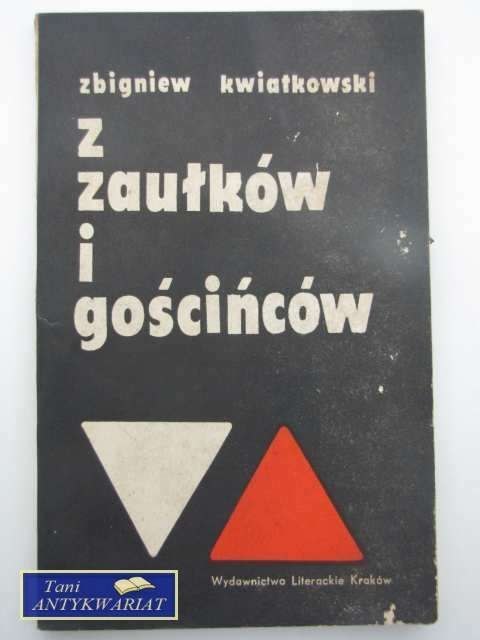 zbigniew kwiatkowski
z
zaułków
i
gościńców
Wydawnictwo Literackie Kraków
Tani
ANTYKWARIAT